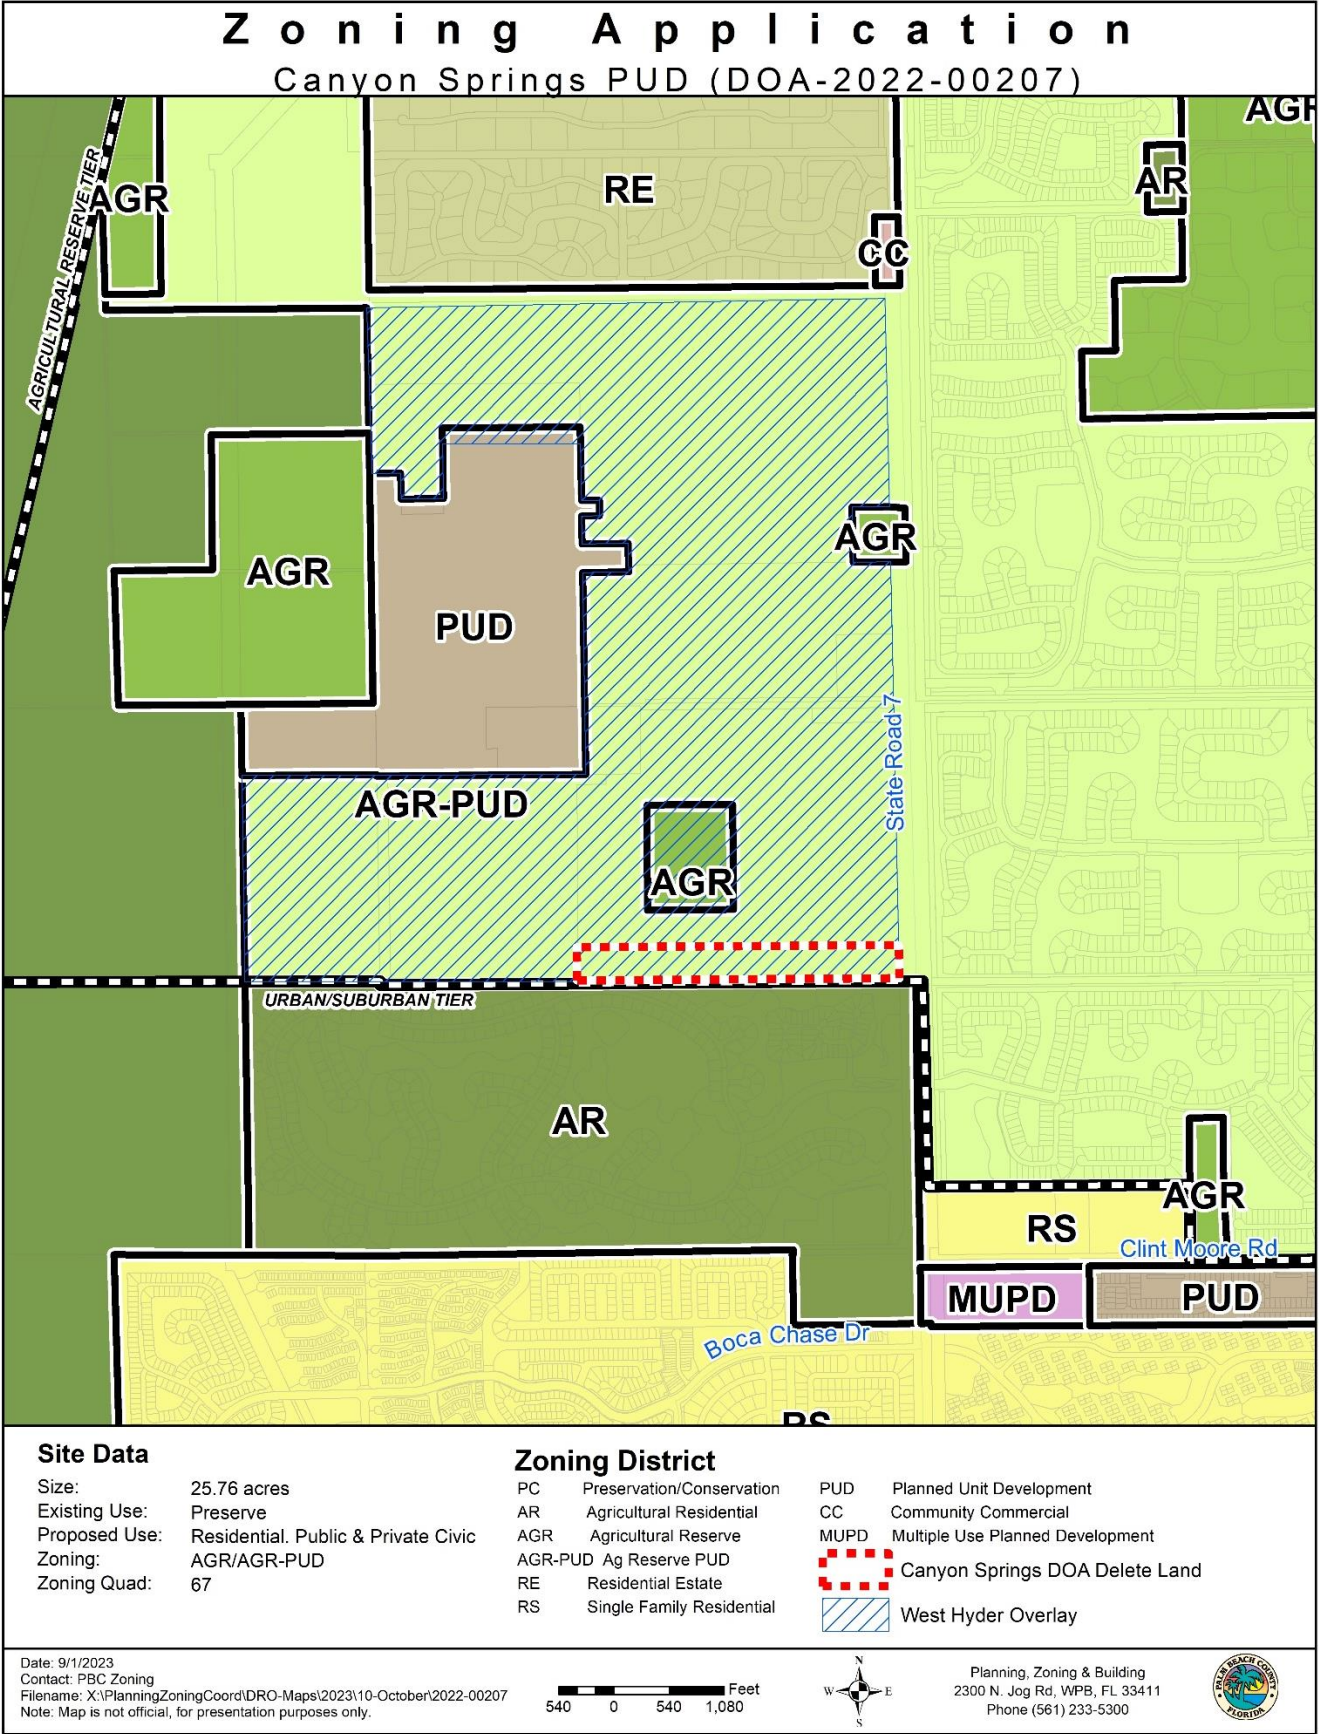 Zoning Application
Canyon Springs PUD (DOA-2022-00207)
AGR
AGRICULTURAL RESERVE TIER
AGR
RE
AR
CC
AGR
AGR
PUD
State Road 7
AGR-PUD
AGR
URBAN/SUBURBAN TIER
AR
AGR
RS
Clint Moore Rd
MUPD
PUD
Boca Chase Dr
RS
Site Data
Size: 25.76 acres
Existing Use: Preserve
Proposed Use: Residential. Public & Private Civic
Zoning: AGR/AGR-PUD
Zoning Quad: 67
Zoning District
PC Preservation/Conservation
AR Agricultural Residential
AGR Agricultural Reserve
AGR-PUD Ag Reserve PUD
RE Residential Estate
RS Single Family Residential
PUD Planned Unit Development
CC Community Commercial
MUPD Multiple Use Planned Development
Canyon Springs DOA Delete Land
West Hyder Overlay
Date: 9/1/2023
Contact: PBC Zoning
Filename: X:\PlanningZoningCoord\DRO-Maps\2023\10-October\2022-00207
Note: Map is not official, for presentation purposes only.
Feet
540 0 540 1,080
N
W E
S
Planning, Zoning & Building
2300 N. Jog Rd, WPB, FL 33411
Phone (561) 233-5300
PALM BEACH COUNTY
FLORIDA